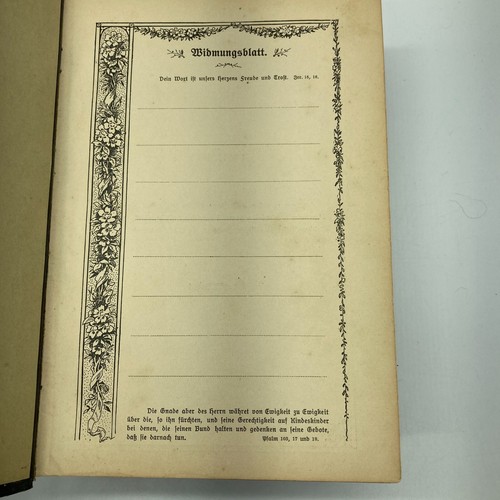 Widmungsblatt.
Dein Wort ist unsers Herzens Freude und Trost. Jer. 15, 16.
Die Gnade aber des Herrn währet von Ewigkeit zu Ewigkeit
über die, so ihn fürchten, und seine Gerechtigkeit auf Kindeskinder
bei denen, die seinen Bund halten und gedenken an seine Gebote,
daß sie darnach tun. Psalm 103, 17 und 18.